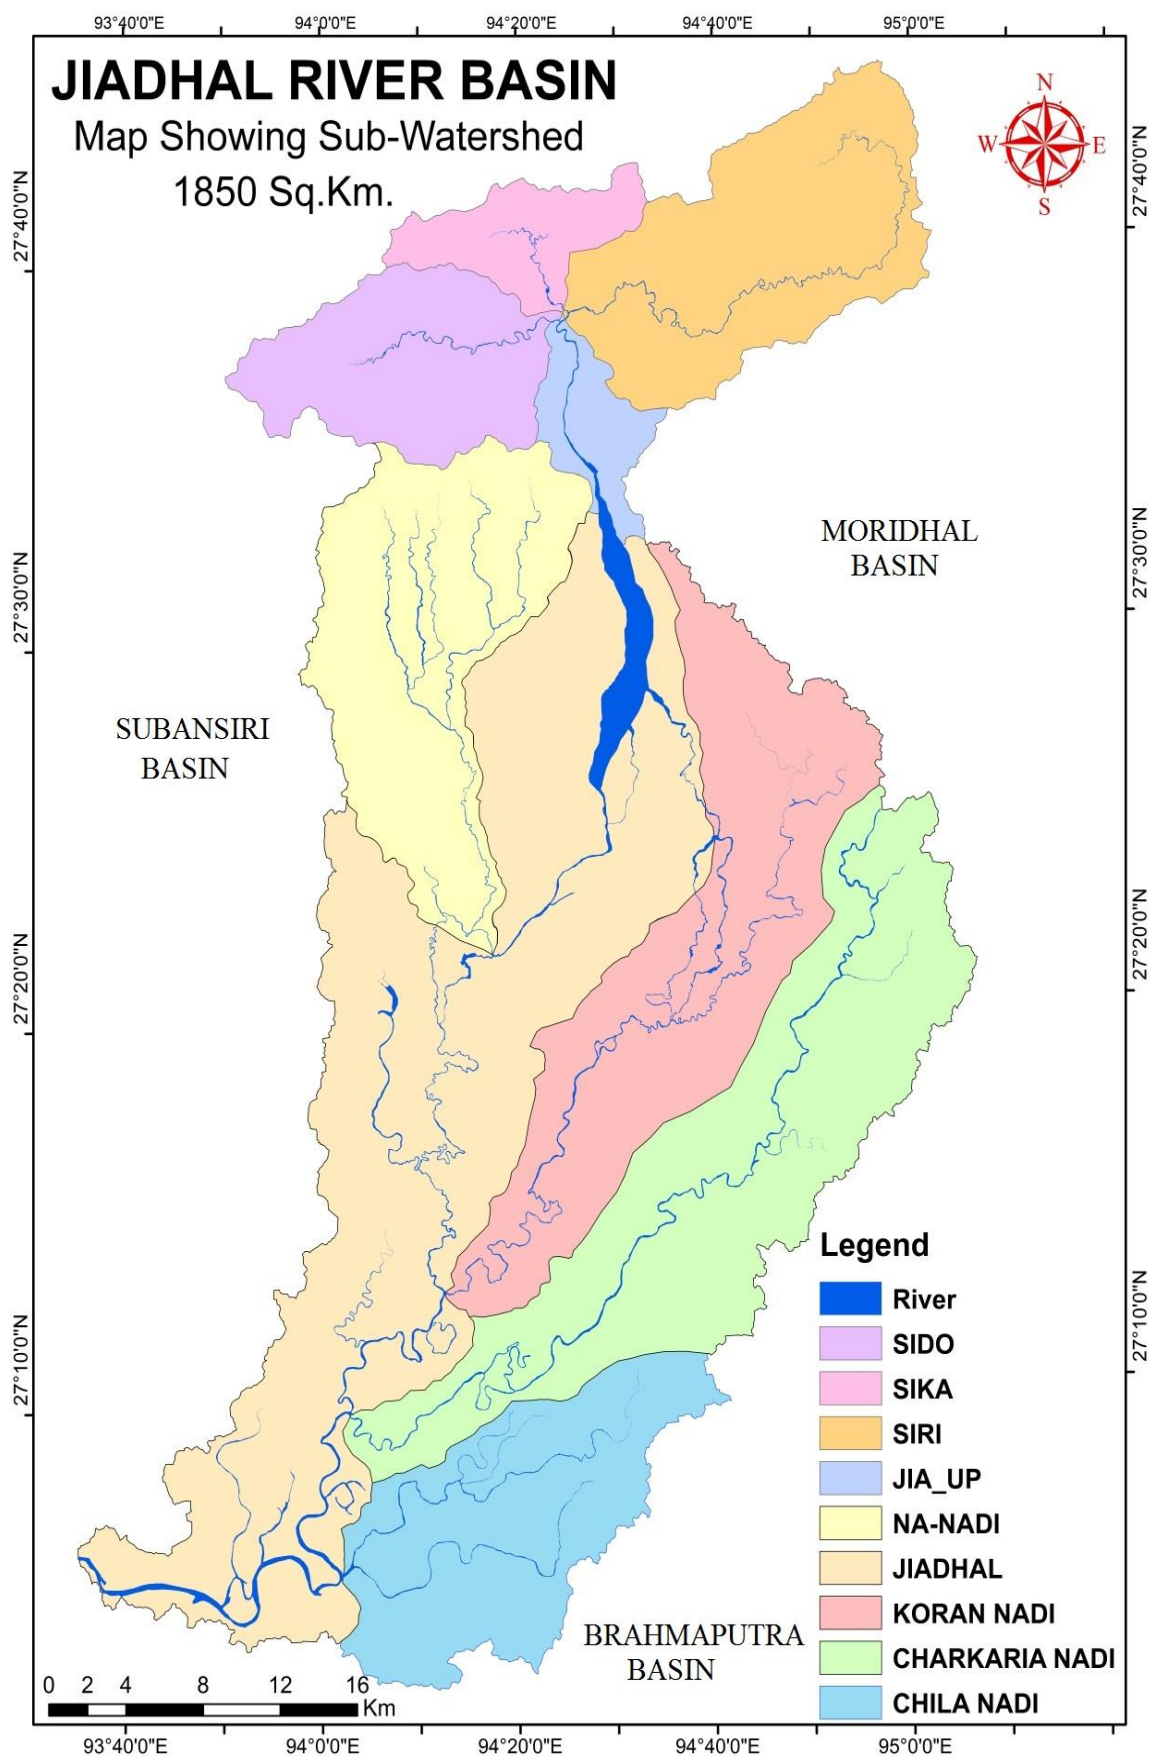 93°40'0"E 94°0'0"E 94°20'0"E 94°40'0"E 95°0'0"E
JIADHAL RIVER BASIN
Map Showing Sub-Watershed
1850 Sq.Km.
N
W E
S
27°40'0"N
27°40'0"N
MORIDHAL
BASIN
27°30'0"N
27°30'0"N
SUBANSIRI
BASIN
27°20'0"N
27°20'0"N
27°10'0"N
27°10'0"N
Legend
River
SIDO
SIKA
SIRI
JIA_UP
NA-NADI
JIADHAL
KORAN NADI
CHARKARIA NADI
CHILA NADI
BRAHMAPUTRA
BASIN
0 2 4 8 12 16
Km
93°40'0"E 94°0'0"E 94°20'0"E 94°40'0"E 95°0'0"E